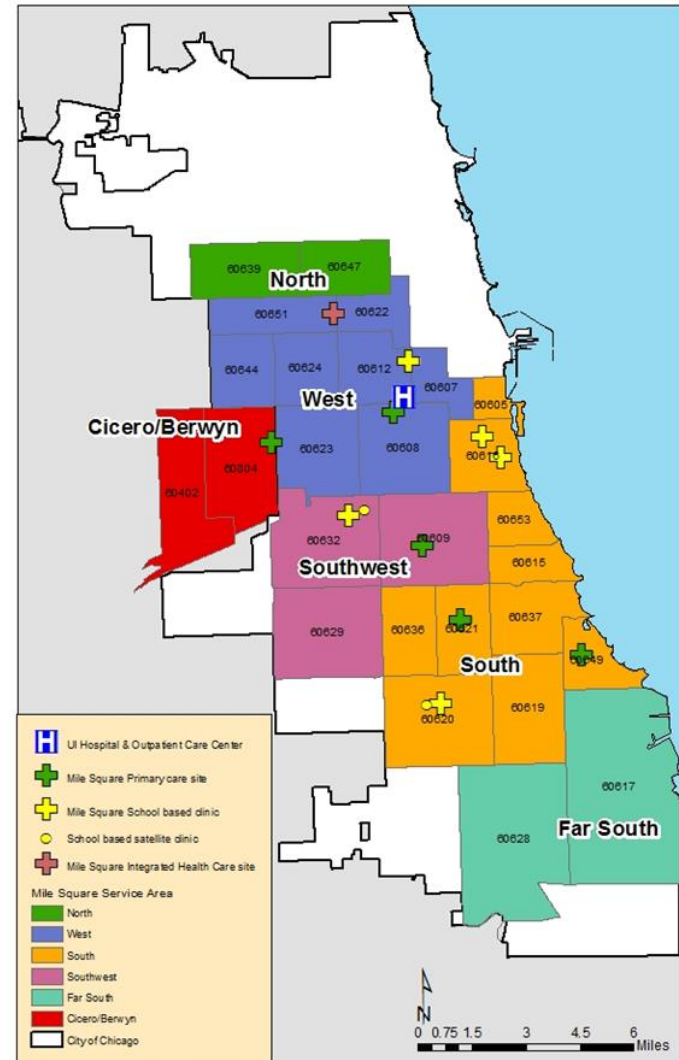 60639
60647
North
60651
60622
60644
60624
60612
60607
West
60605
Cicero/Berwyn
60623
60608
60616
60402
60804
60632
60609
60653
Southwest
60615
60629
60636
60621
60637
60649
South
60620
60619
60617
60628
Far South
H
H UI Hospital & Outpatient Care Center
Mile Square Primary care site
Mile Square School based clinic
School based satellite clinic
Mile Square Integrated Health Care site
Mile Square Service Area
North
West
South
Southwest
Far South
Cicero/Berwyn
City of Chicago
N
0 0.75 1.5 3 4.5 6
Miles